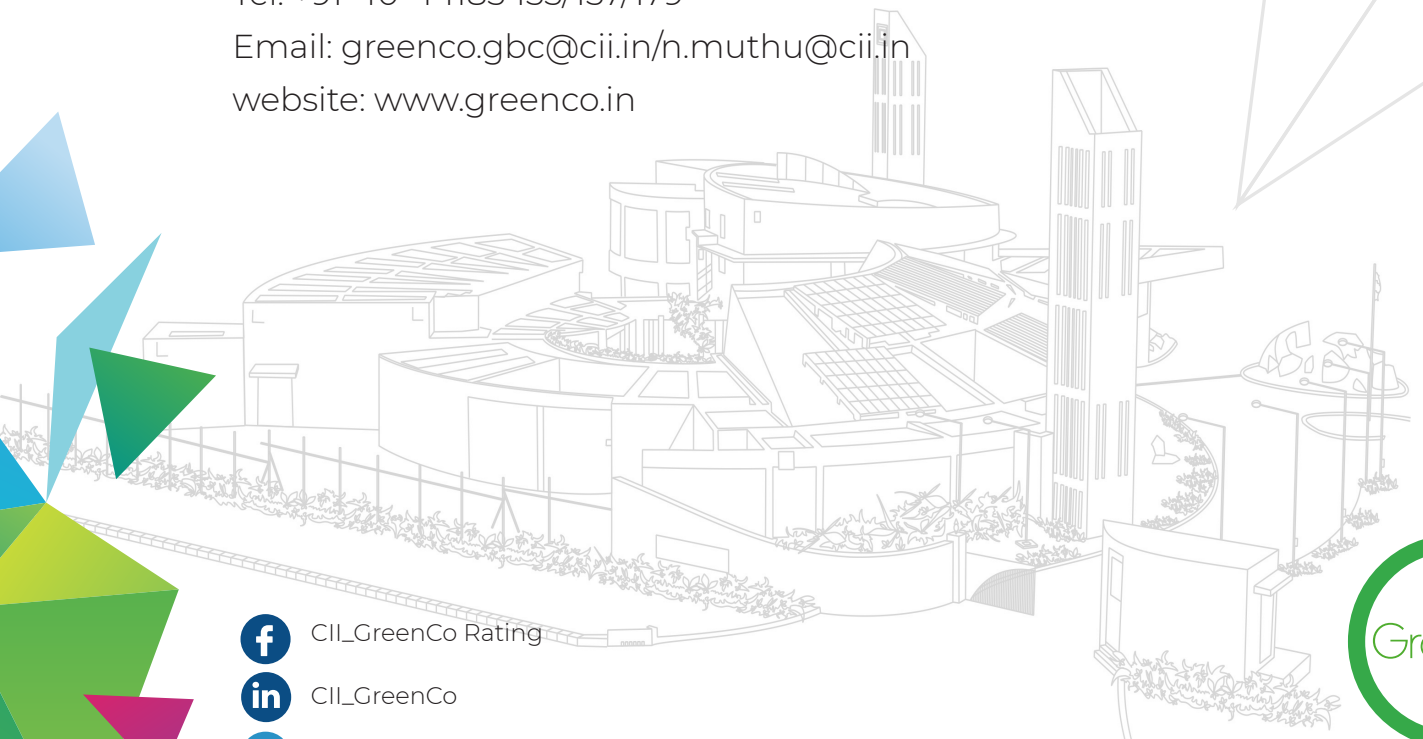 Email: greenco.gbc@cii.in/n.muthu@cii.in
website: www.greenco.in
CII_GreenCo Rating
CII_GreenCo